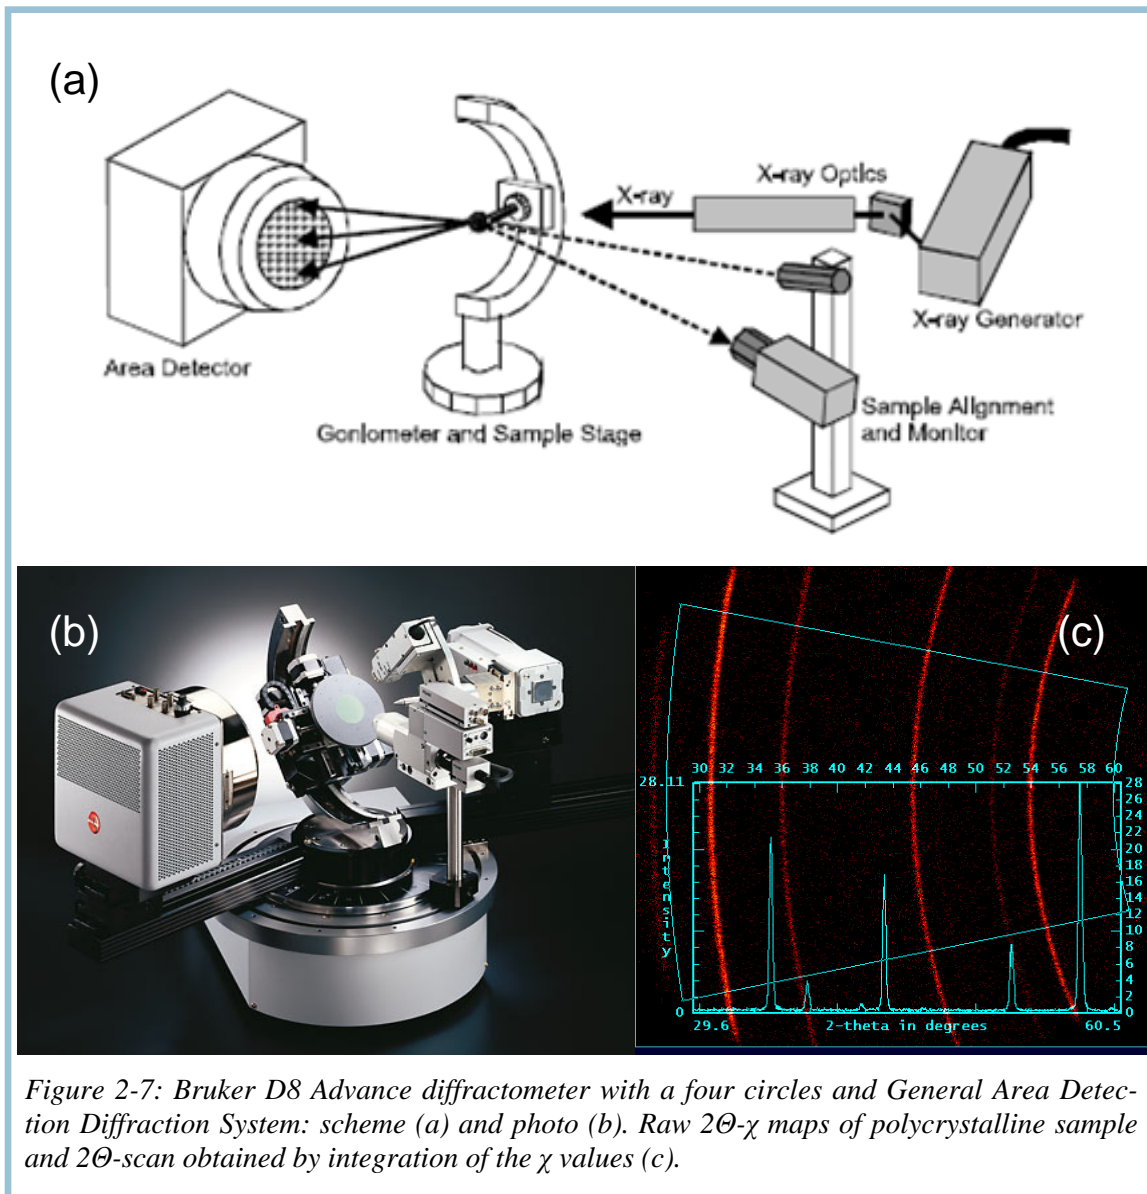 (a)
X-ray Optics
X-ray
X-ray Generator
Area Detector
Sample Alignment
and Monitor
Goniometer and Sample Stage
(b)
(c)
30 32 34 36 38 40 42 44 46 48 50 52 54 56 58 60
28.11
28
26
24
22
20
18
16
14
12
10
8
6
4
2
0
Intensity
0
29.6 2-theta in degrees 60.5
Figure 2-7: Bruker D8 Advance diffractometer with a four circles and General Area Detec-
tion Diffraction System: scheme (a) and photo (b). Raw 2Θ-χ maps of polycrystalline sample
and 2Θ-scan obtained by integration of the χ values (c).